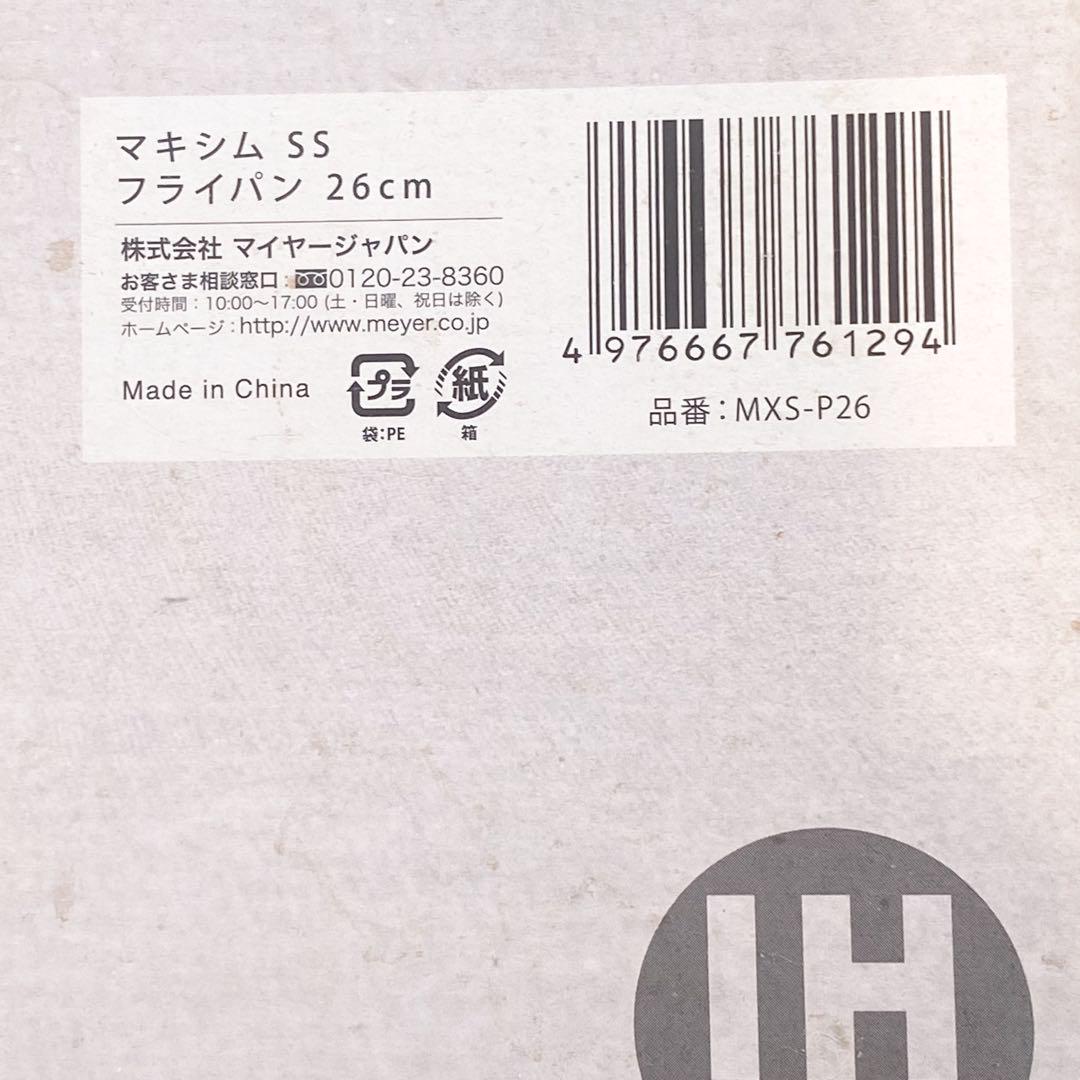 マキシム SS
フライパン 26cm
株式会社 マイヤージャパン
お客さま相談窓口：0120-23-8360
受付時間：10:00〜17:00 (土・日曜、祝日は除く)
ホームページ：http://www.meyer.co.jp
Made in China
プラ
袋:PE
紙
箱
4 976667 761294
品番：MXS-P26
IH